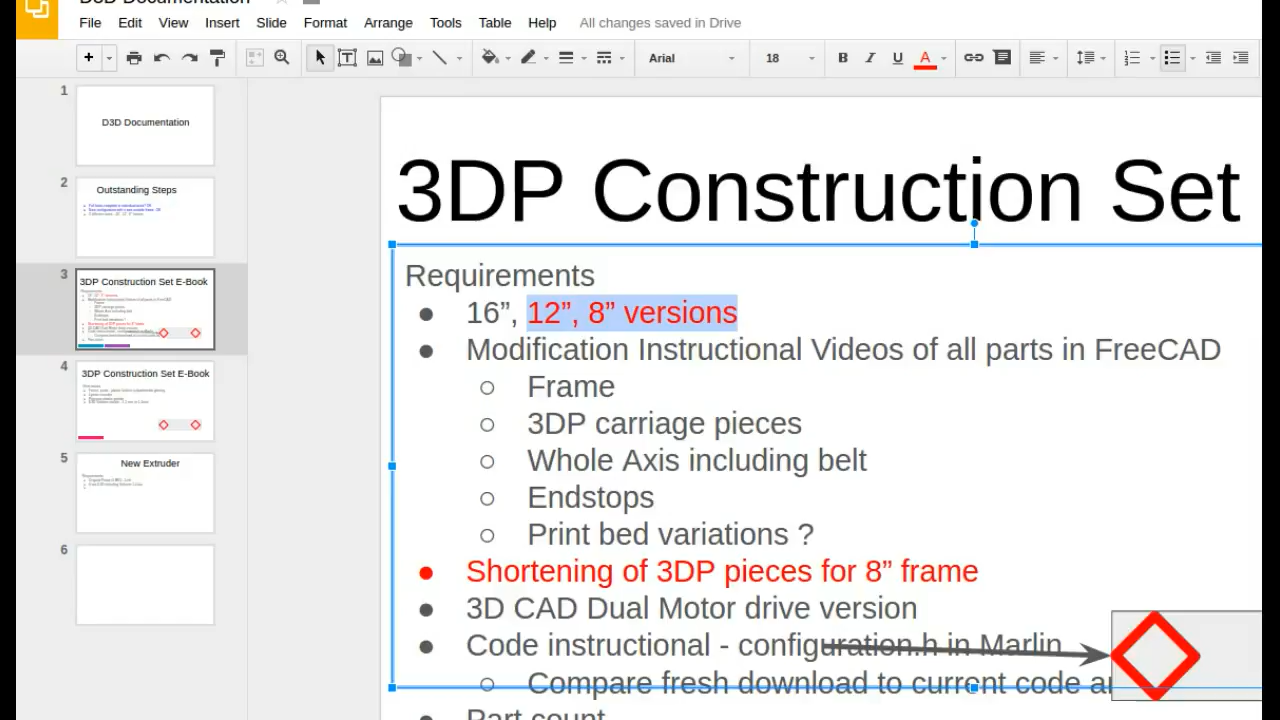 D3D Documentation
File Edit View Insert Slide Format Arrange Tools Table Help All changes saved in Drive
Arial 18 B I U A
1
D3D Documentation
2
Outstanding Steps
3
3DP Construction Set E-Book
Requirements
4
3DP Construction Set E-Book
5
New Extruder
Requirements
6
3DP Construction Set
Requirements
● 16”, 12”, 8” versions
● Modification Instructional Videos of all parts in FreeCAD
○ Frame
○ 3DP carriage pieces
○ Whole Axis including belt
○ Endstops
○ Print bed variations ?
● Shortening of 3DP pieces for 8” frame
● 3D CAD Dual Motor drive version
● Code instructional - configuration.h in Marlin
○ Compare fresh download to current code
● Part count